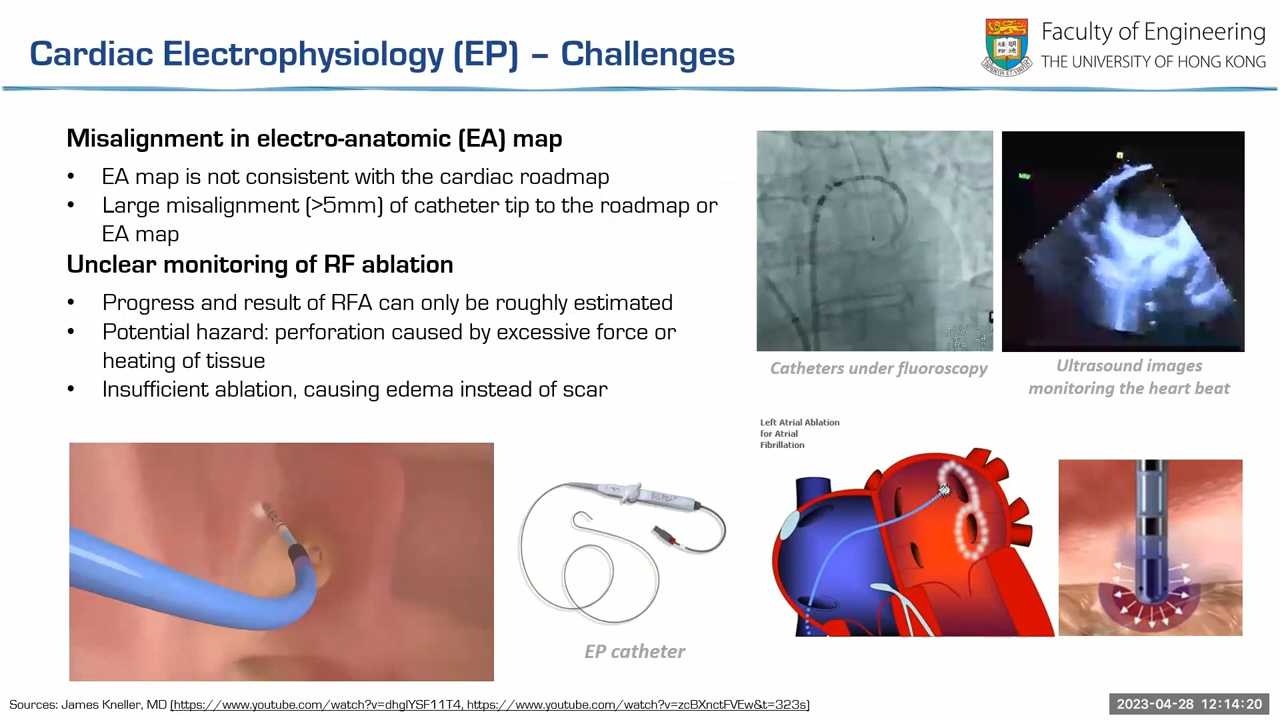 Cardiac Electrophysiology (EP) – Challenges
Faculty of Engineering
THE UNIVERSITY OF HONG KONG
Misalignment in electro-anatomic (EA) map
• EA map is not consistent with the cardiac roadmap
• Large misalignment (>5mm) of catheter tip to the roadmap or
EA map
Unclear monitoring of RF ablation
• Progress and result of RFA can only be roughly estimated
• Potential hazard: perforation caused by excessive force or
heating of tissue
• Insufficient ablation, causing edema instead of scar
Catheters under fluoroscopy
Ultrasound images
monitoring the heart beat
Left Atrial Ablation
for Atrial
Fibrillation
EP catheter
Sources: James Kneller, MD (https://www.youtube.com/watch?v=dhglYSF11T4, https://www.youtube.com/watch?v=zcBXnctFVEw&t=323s)
2023-04-28 12:14:20